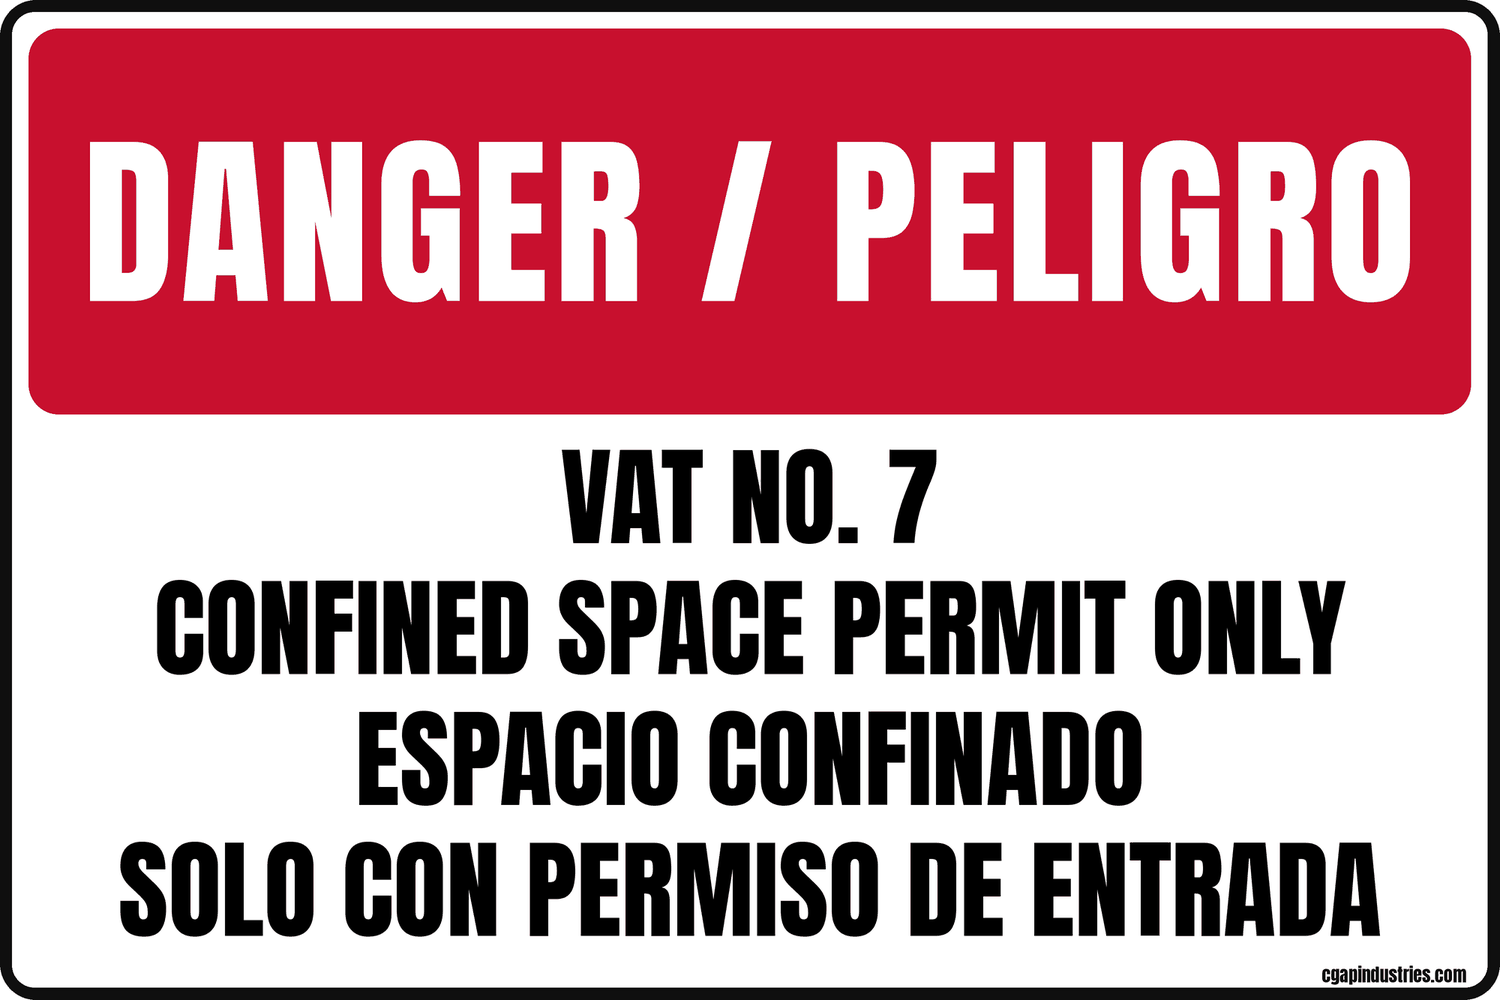 DANGER / PELIGRO
VAT NO. 7
CONFINED SPACE PERMIT ONLY
ESPACIO CONFINADO
SOLO CON PERMISO DE ENTRADA
cgapindustries.com